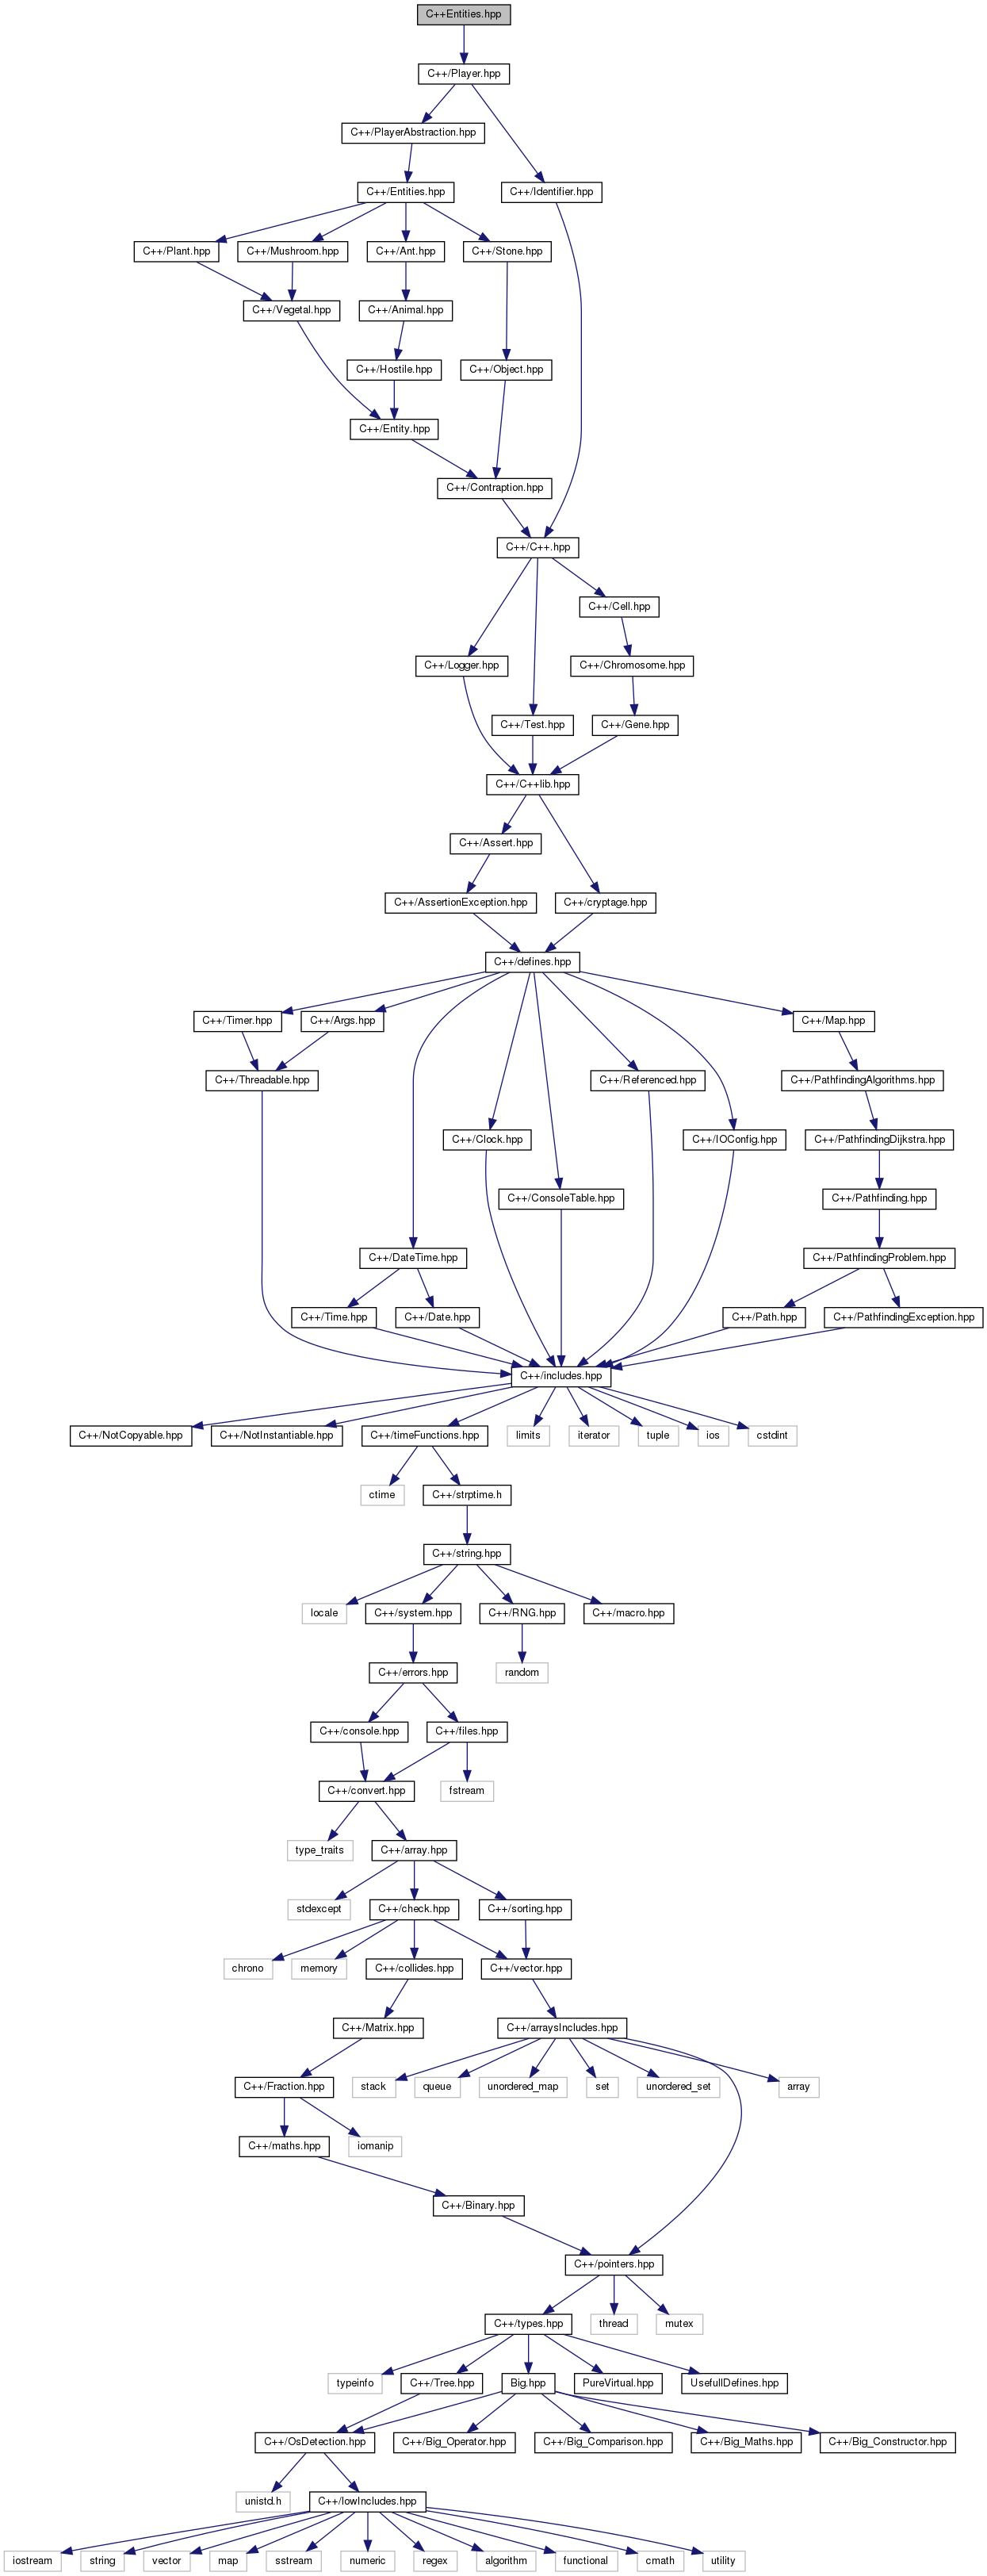 C++Entities.hpp
C++/Player.hpp
C++/PlayerAbstraction.hpp
C++/Entities.hpp
C++/Identifier.hpp
C++/Plant.hpp
C++/Mushroom.hpp
C++/Ant.hpp
C++/Stone.hpp
C++/Vegetal.hpp
C++/Animal.hpp
C++/Hostile.hpp
C++/Object.hpp
C++/Entity.hpp
C++/Contraption.hpp
C++/C++.hpp
C++/Cell.hpp
C++/Logger.hpp
C++/Chromosome.hpp
C++/Test.hpp
C++/Gene.hpp
C++/C++lib.hpp
C++/Assert.hpp
C++/AssertionException.hpp
C++/cryptage.hpp
C++/defines.hpp
C++/Timer.hpp
C++/Args.hpp
C++/Map.hpp
C++/Threadable.hpp
C++/Referenced.hpp
C++/PathfindingAlgorithms.hpp
C++/Clock.hpp
C++/IOConfig.hpp
C++/PathfindingDijkstra.hpp
C++/ConsoleTable.hpp
C++/Pathfinding.hpp
C++/DateTime.hpp
C++/PathfindingProblem.hpp
C++/Time.hpp
C++/Date.hpp
C++/Path.hpp
C++/PathfindingException.hpp
C++/includes.hpp
C++/NotCopyable.hpp
C++/NotInstantiable.hpp
C++/timeFunctions.hpp
limits
iterator
tuple
ios
cstdint
ctime
C++/strptime.h
C++/string.hpp
locale
C++/system.hpp
C++/RNG.hpp
C++/macro.hpp
C++/errors.hpp
random
C++/console.hpp
C++/files.hpp
C++/convert.hpp
fstream
type_traits
C++/array.hpp
stdexcept
C++/check.hpp
C++/sorting.hpp
chrono
memory
C++/collides.hpp
C++/vector.hpp
C++/Matrix.hpp
C++/arraysIncludes.hpp
C++/Fraction.hpp
stack
queue
unordered_map
set
unordered_set
array
C++/maths.hpp
iomanip
C++/Binary.hpp
C++/pointers.hpp
C++/types.hpp
thread
mutex
typeinfo
C++/Tree.hpp
Big.hpp
PureVirtual.hpp
UsefullDefines.hpp
C++/OsDetection.hpp
C++/Big_Operator.hpp
C++/Big_Comparison.hpp
C++/Big_Maths.hpp
C++/Big_Constructor.hpp
unistd.h
C++/lowIncludes.hpp
iostream
string
vector
map
sstream
numeric
regex
algorithm
functional
cmath
utility